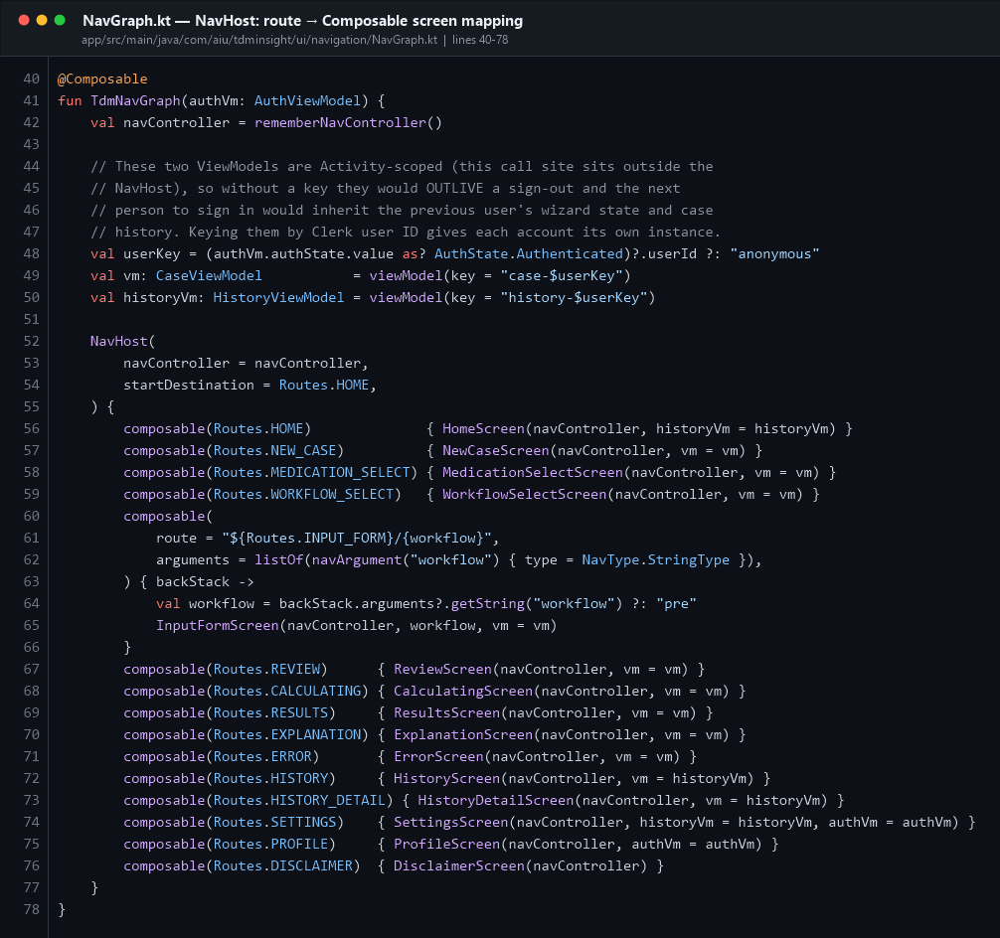 NavGraph.kt — NavHost: route → Composable screen mapping
app/src/main/java/com/aiu/tdminsight/ui/navigation/NavGraph.kt | lines 40-78
40 @Composable
41 fun TdmNavGraph(authVm: AuthViewModel) {
42     val navController = rememberNavController()
43
44     // These two ViewModels are Activity-scoped (this call site sits outside the
45     // NavHost), so without a key they would OUTLIVE a sign-out and the next
46     // person to sign in would inherit the previous user's wizard state and case
47     // history. Keying them by Clerk user ID gives each account its own instance.
48     val userKey = (authVm.authState.value as? AuthState.Authenticated)?.userId ?: "anonymous"
49     val vm: CaseViewModel           = viewModel(key = "case-$userKey")
50     val historyVm: HistoryViewModel = viewModel(key = "history-$userKey")
51
52     NavHost(
53         navController = navController,
54         startDestination = Routes.HOME,
55     ) {
56         composable(Routes.HOME)              { HomeScreen(navController, historyVm = historyVm) }
57         composable(Routes.NEW_CASE)          { NewCaseScreen(navController, vm = vm) }
58         composable(Routes.MEDICATION_SELECT) { MedicationSelectScreen(navController, vm = vm) }
59         composable(Routes.WORKFLOW_SELECT)   { WorkflowSelectScreen(navController, vm = vm) }
60         composable(
61             route = "${Routes.INPUT_FORM}/{workflow}",
62             arguments = listOf(navArgument("workflow") { type = NavType.StringType }),
63         ) { backStack ->
64             val workflow = backStack.arguments?.getString("workflow") ?: "pre"
65             InputFormScreen(navController, workflow, vm = vm)
66         }
67         composable(Routes.REVIEW)      { ReviewScreen(navController, vm = vm) }
68         composable(Routes.CALCULATING) { CalculatingScreen(navController, vm = vm) }
69         composable(Routes.RESULTS)     { ResultsScreen(navController, vm = vm) }
70         composable(Routes.EXPLANATION) { ExplanationScreen(navController, vm = vm) }
71         composable(Routes.ERROR)       { ErrorScreen(navController, vm = vm) }
72         composable(Routes.HISTORY)     { HistoryScreen(navController, vm = historyVm) }
73         composable(Routes.HISTORY_DETAIL) { HistoryDetailScreen(navController, vm = historyVm) }
74         composable(Routes.SETTINGS)    { SettingsScreen(navController, historyVm = historyVm, authVm = authVm) }
75         composable(Routes.PROFILE)     { ProfileScreen(navController, authVm = authVm) }
76         composable(Routes.DISCLAIMER)  { DisclaimerScreen(navController) }
77     }
78 }